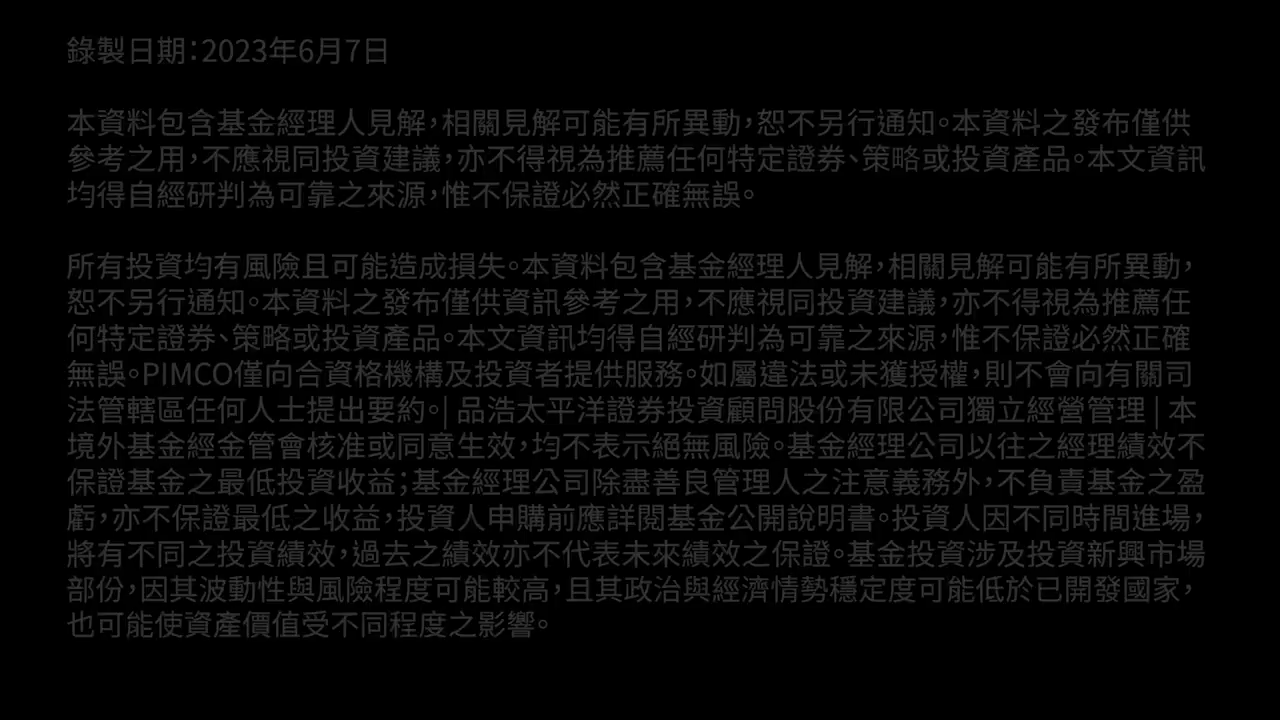 錄製日期：2023年6月7日
本資料包含基金經理人見解，相關見解可能有所異動，恕不另行通知。本資料之發布僅供
參考之用，不應視同投資建議，亦不得視為推薦任何特定證券、策略或投資產品。本文資訊
均得自經研判為可靠之來源，惟不保證必然正確無誤。
所有投資均有風險且可能造成損失。本資料包含基金經理人見解，相關見解可能有所異動，
恕不另行通知。本資料之發布僅供資訊參考之用，不應視同投資建議，亦不得視為推薦任
何特定證券、策略或投資產品。本文資訊均得自經研判為可靠之來源，惟不保證必然正確
無誤。PIMCO僅向合資格機構及投資者提供服務。如屬違法或未獲授權，則不會向有關司
法管轄區任何人士提出要約。| 品浩太平洋證券投資顧問股份有限公司獨立經營管理 | 本
境外基金經金管會核准或同意生效，均不表示絕無風險。基金經理公司以往之經理績效不
保證基金之最低投資收益；基金經理公司除盡善良管理人之注意義務外，不負責基金之盈
虧，亦不保證最低之收益，投資人申購前應詳閱基金公開說明書。投資人因不同時間進場，
將有不同之投資績效，過去之績效亦不代表未來績效之保證。基金投資涉及投資新興市場
部份，因其波動性與風險程度可能較高，且其政治與經濟情勢穩定度可能低於已開發國家，
也可能使資產價值受不同程度之影響。